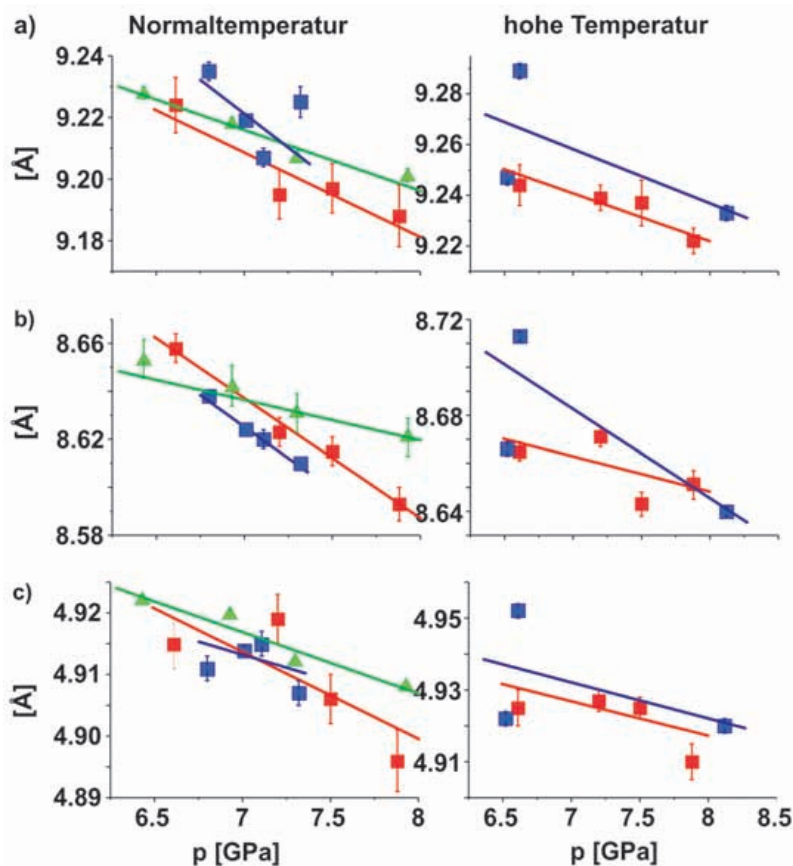 Normaltemperatur
hohe Temperatur
a)
9.24
9.22
9.20
9.18
[Å]
9.28
9.26
9.24
9.22
b)
8.66
8.62
8.58
[Å]
8.72
8.68
8.64
c)
4.92
4.91
4.90
4.89
[Å]
4.95
4.93
4.91
6.5 7 7.5 8
p [GPa]
6.5 7 7.5 8 8.5
p [GPa]